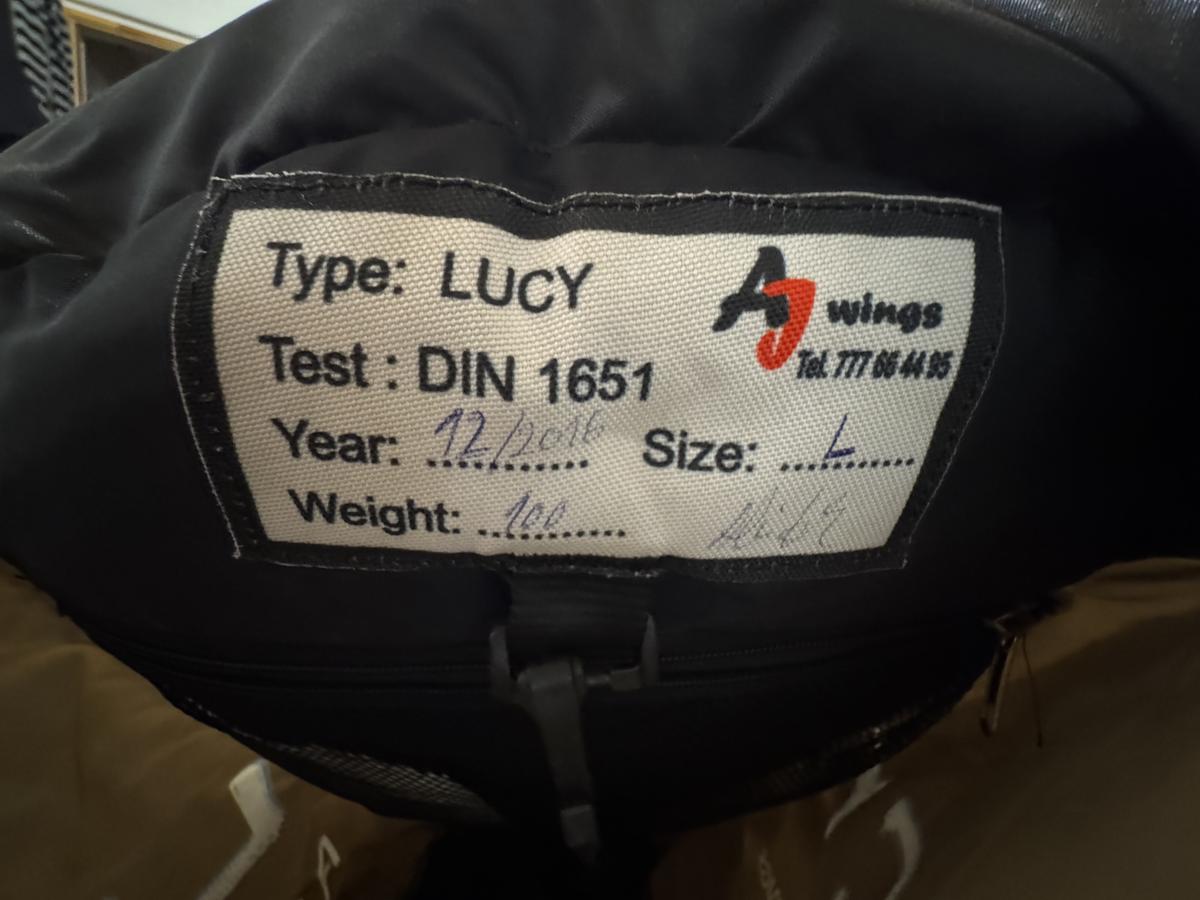 Type: LUCY
AJ wings
Tel. 777 66 44 95
Test : DIN 1651
Year: 12/2016 Size: L
Weight: 100